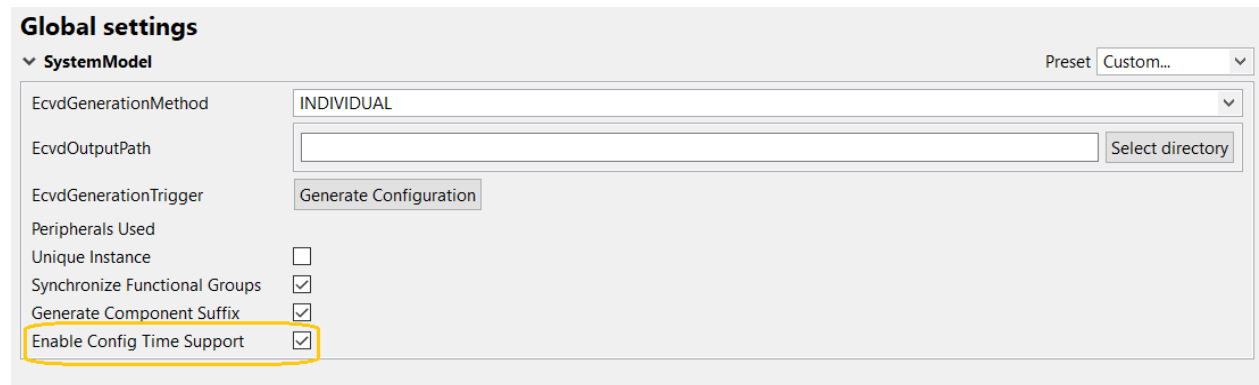 Global settings
SystemModel Preset Custom...
EcvdGenerationMethod INDIVIDUAL
EcvdOutputPath Select directory
EcvdGenerationTrigger Generate Configuration
Peripherals Used
Unique Instance
Synchronize Functional Groups
Generate Component Suffix
Enable Config Time Support